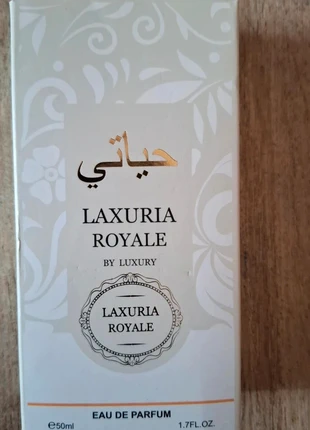 حياتي
LAXURIA
ROYALE
BY LUXURY
LAXURIA
ROYALE
EAU DE PARFUM
℮50ml 1.7FL.OZ.